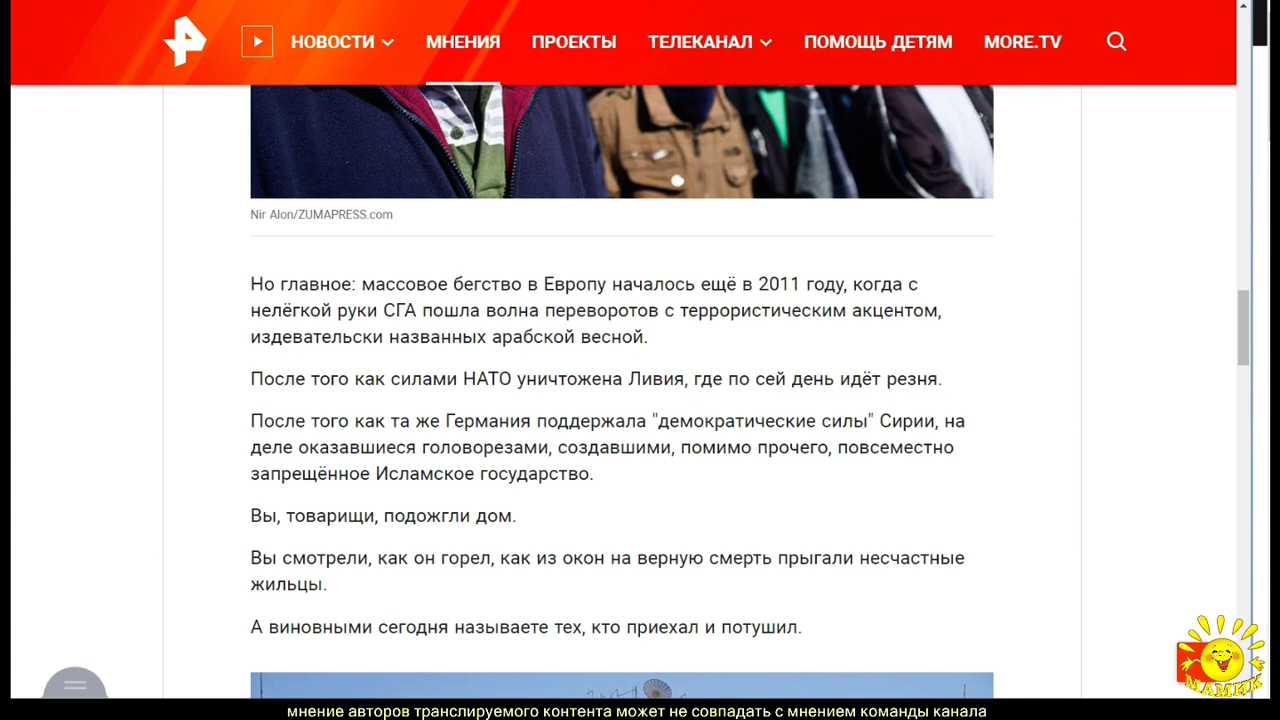 НОВОСТИ МНЕНИЯ ПРОЕКТЫ ТЕЛЕКАНАЛ ПОМОЩЬ ДЕТЯМ MORE.TV
Nir Alon/ZUMAPRESS.com
Но главное: массовое бегство в Европу началось ещё в 2011 году, когда с
нелёгкой руки СГА пошла волна переворотов с террористическим акцентом,
издевательски названных арабской весной.
После того как силами НАТО уничтожена Ливия, где по сей день идёт резня.
После того как та же Германия поддержала "демократические силы" Сирии, на
деле оказавшиеся головорезами, создавшими, помимо прочего, повсеместно
запрещённое Исламское государство.
Вы, товарищи, подожгли дом.
Вы смотрели, как он горел, как из окон на верную смерть прыгали несчастные
жильцы.
А виновными сегодня называете тех, кто приехал и потушил.
МАМИК
мнение авторов транслируемого контента может не совпадать с мнением команды канала